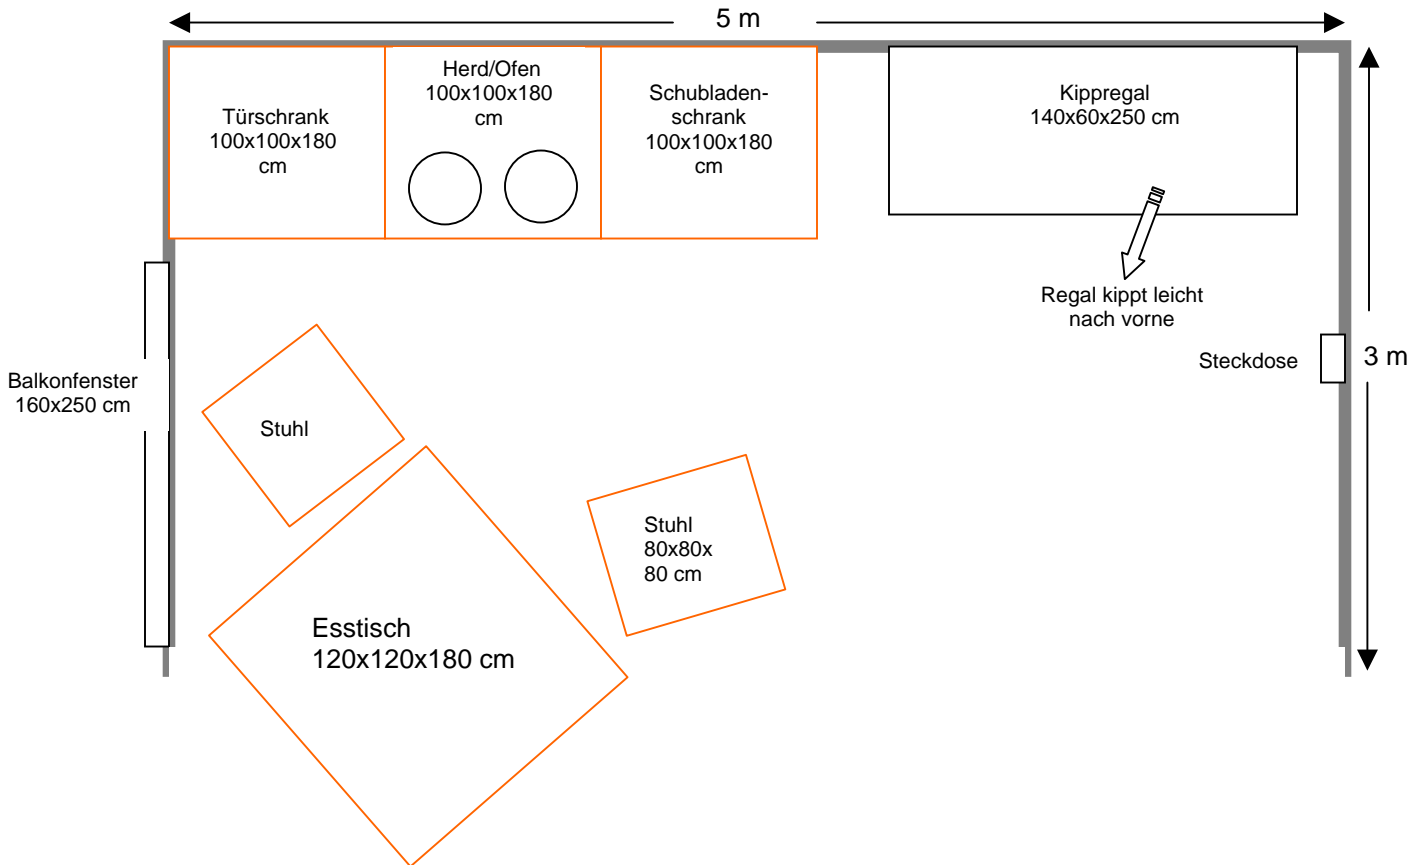 5 m
Türschrank
100x100x180
cm
Herd/Ofen
100x100x180
cm
Schubladen-
schrank
100x100x180
cm
Kippregal
140x60x250 cm
Regal kippt leicht
nach vorne
Steckdose
3 m
Balkonfenster
160x250 cm
Stuhl
Stuhl
80x80x
80 cm
Esstisch
120x120x180 cm